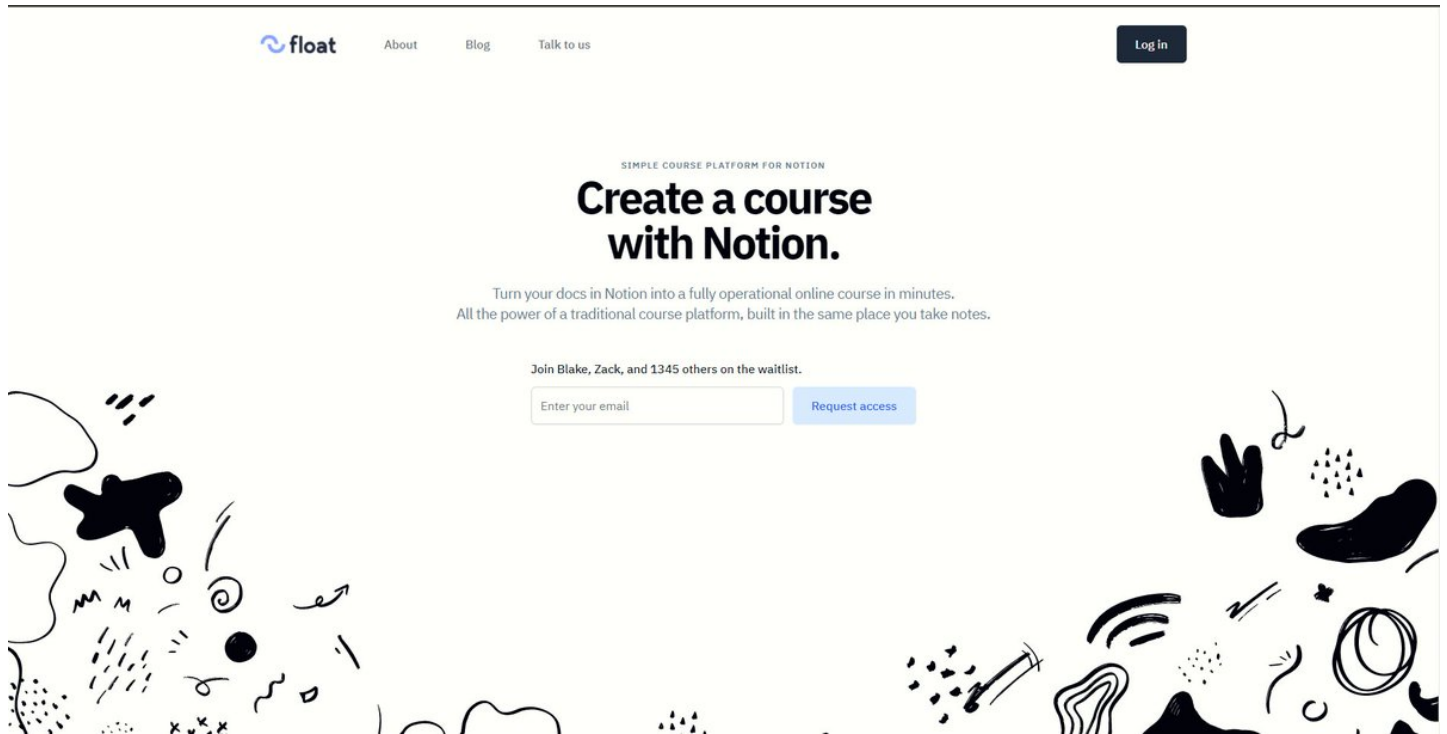 float
About
Blog
Talk to us
Log in
SIMPLE COURSE PLATFORM FOR NOTION
Create a course
with Notion.
Turn your docs in Notion into a fully operational online course in minutes.
All the power of a traditional course platform, built in the same place you take notes.
Join Blake, Zack, and 1345 others on the waitlist.
Enter your email
Request access